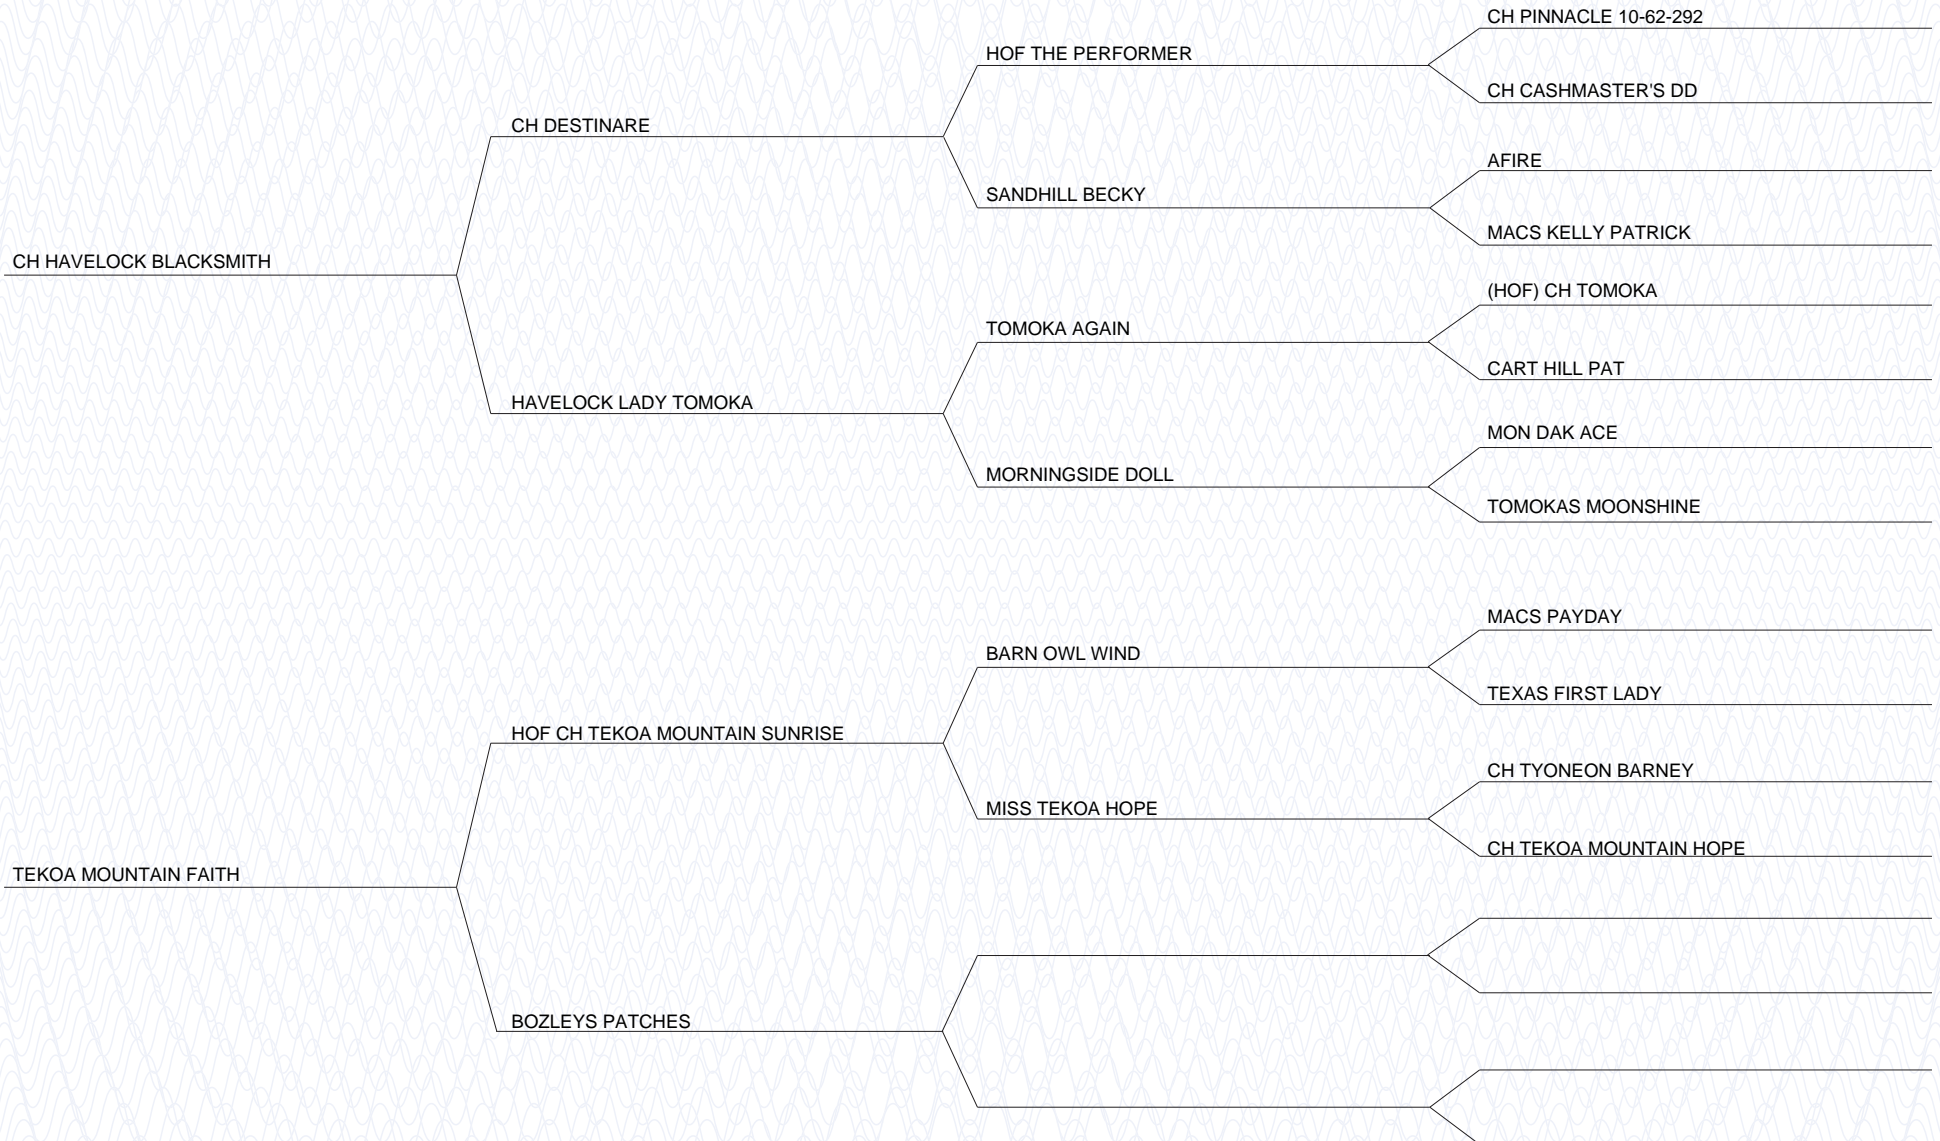 CH PINNACLE 10-62-292
HOF THE PERFORMER
CH CASHMASTER'S DD
CH DESTINARE
AFIRE
SANDHILL BECKY
MACS KELLY PATRICK
CH HAVELOCK BLACKSMITH
(HOF) CH TOMOKA
TOMOKA AGAIN
CART HILL PAT
HAVELOCK LADY TOMOKA
MON DAK ACE
MORNINGSIDE DOLL
TOMOKAS MOONSHINE
MACS PAYDAY
BARN OWL WIND
TEXAS FIRST LADY
HOF CH TEKOA MOUNTAIN SUNRISE
CH TYONEON BARNEY
MISS TEKOA HOPE
CH TEKOA MOUNTAIN HOPE
TEKOA MOUNTAIN FAITH
BOZLEYS PATCHES